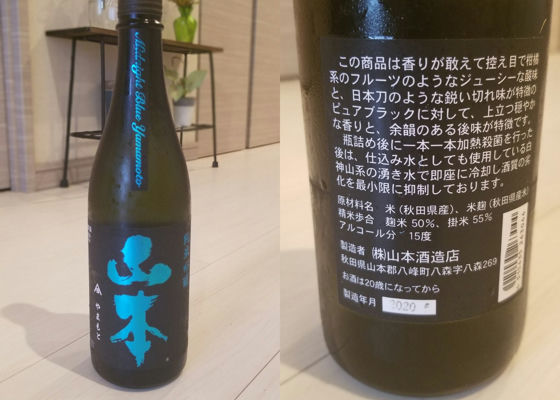 Midnight Blue Yamamoto
純米吟醸
山本
やまもと
この商品は香りが敢えて控え目で柑橘
系のフルーツのようなジューシーな酸味
と、日本刀のような鋭い切れ味が特徴の
ピュアブラックに対して、上立つ穏やか
な香りと、余韻のある後味が特徴です。
瓶詰め後に一本一本加熱殺菌を行った
後は、仕込み水としても使用している白
神山系の湧き水で即座に冷却し酒質の劣
化を最小限に抑制しております。
原材料名 米(秋田県産)、米麹(秋田県産米)
精米歩合 麹米 50%、掛米 55%
アルコール分 15度
製造者 ㈱山本酒造店
秋田県山本郡八峰町八森字八森269
お酒は20歳になってから
製造年月 2020